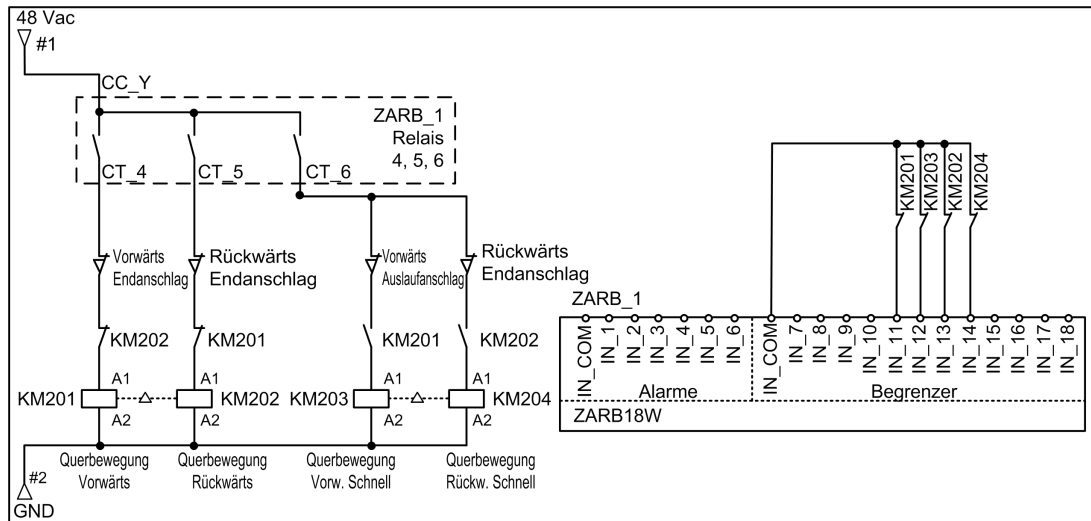 48 Vac
#1
CC_Y
ZARB_1
Relais
4, 5, 6
CT_4
CT_5
CT_6
Vorwärts
Endanschlag
Rückwärts
Endanschlag
Vorwärts
Auslaufanschlag
Rückwärts
Endanschlag
KM202
KM201
KM201
KM202
A1
A1
A1
A1
KM201
KM202
KM203
KM204
A2
A2
A2
A2
Querbewegung
Vorwärts
Querbewegung
Rückwärts
Querbewegung
Vorw. Schnell
Querbewegung
Rückw. Schnell
#2
GND
KM201
KM203
KM202
KM204
ZARB_1
IN_COM
IN_1
IN_2
IN_3
IN_4
IN_5
IN_6
IN_COM
IN_7
IN_8
IN_9
IN_10
IN_11
IN_12
IN_13
IN_14
IN_15
IN_16
IN_17
IN_18
Alarme
Begrenzer
ZARB18W